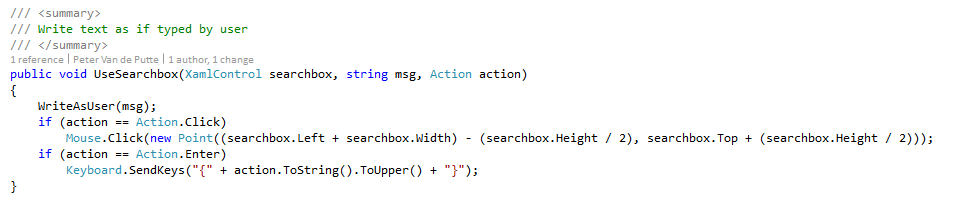 /// <summary>
/// Write text as if typed by user
/// </summary>
1 reference | Peter Van de Putte | 1 author, 1 change
public void UseSearchbox(XamlControl searchbox, string msg, Action action)
{
    WriteAsUser(msg);
    if (action == Action.Click)
        Mouse.Click(new Point((searchbox.Left + searchbox.Width) - (searchbox.Height / 2), searchbox.Top + (searchbox.Height / 2)));
    if (action == Action.Enter)
        Keyboard.SendKeys("{" + action.ToString().ToUpper() + "}");
}